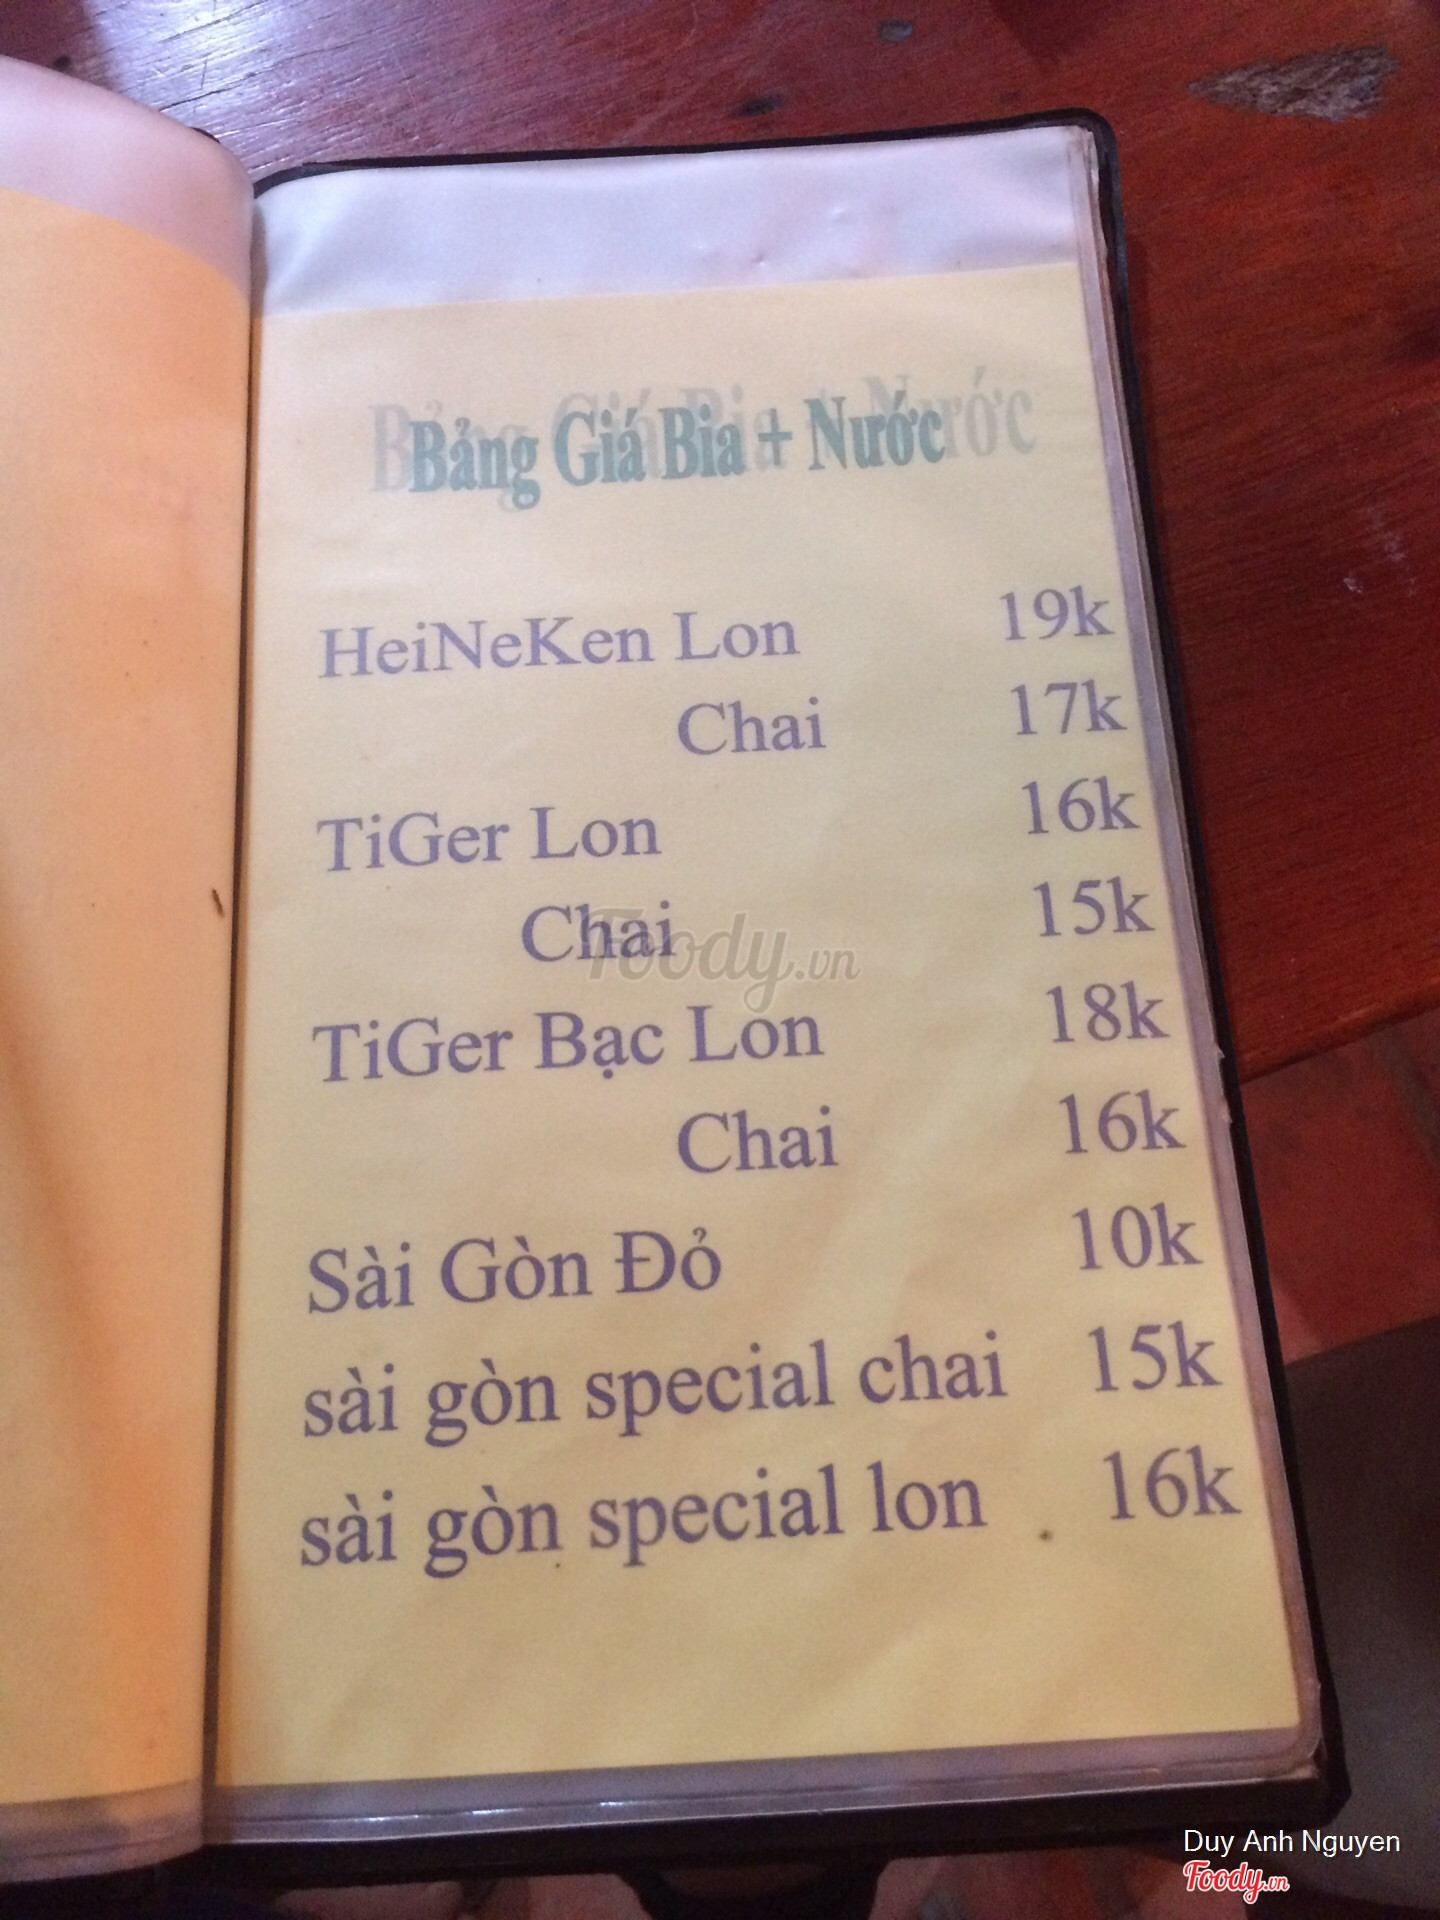 Bảng Giá Bia + Nước
HeiNeKen Lon 19k
Chai 17k
TiGer Lon 16k
Chai 15k
Foody.vn
TiGer Bạc Lon 18k
Chai 16k
Sài Gòn Đỏ 10k
sài gòn special chai 15k
sài gòn special lon 16k
Duy Anh Nguyen
Foody.vn